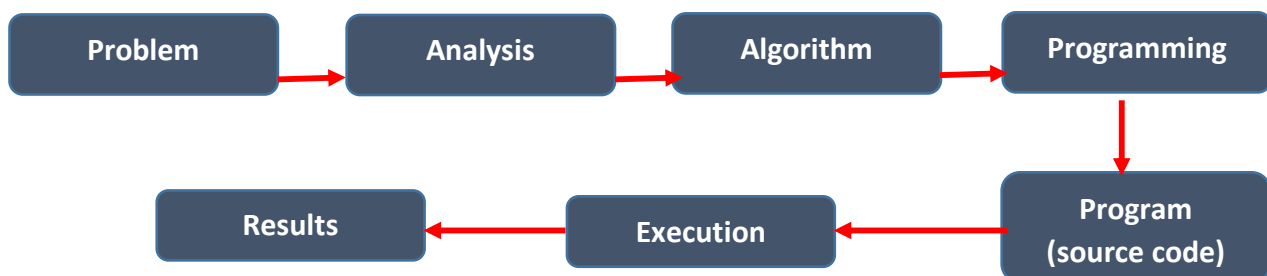 Problem
Analysis
Algorithm
Programming
Program
(source code)
Execution
Results